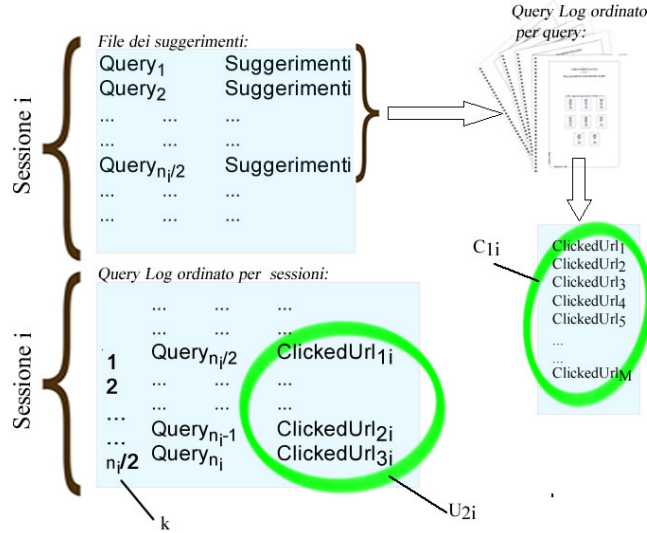 Query Log ordinato
per query:
File dei suggerimenti:
Sessione i
Query1 Suggerimenti
Query2 Suggerimenti
... ... ...
... ... ...
Queryni/2 Suggerimenti
... ... ...
... ... ...
C1i
ClickedUrl1
ClickedUrl2
ClickedUrl3
ClickedUrl4
ClickedUrl5
...
...
ClickedUrlM
Query Log ordinato per sessioni:
Sessione i
... ... ...
... ... ...
1 Queryni/2 ClickedUrl1i
2 ... ... ...
... ... ... ...
... Queryni-1 ClickedUrl2i
ni/2 Queryni ClickedUrl3i
k
U2i